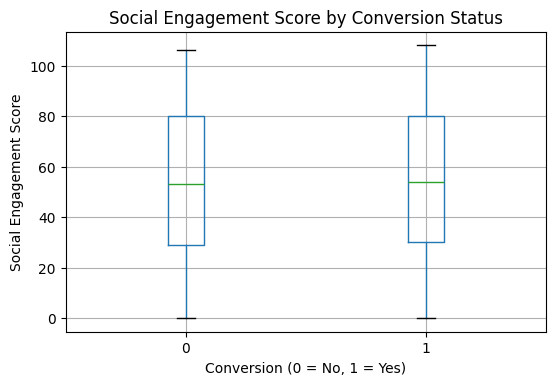 Social Engagement Score by Conversion Status
Social Engagement Score
100
80
60
40
20
0
0 1
Conversion (0 = No, 1 = Yes)